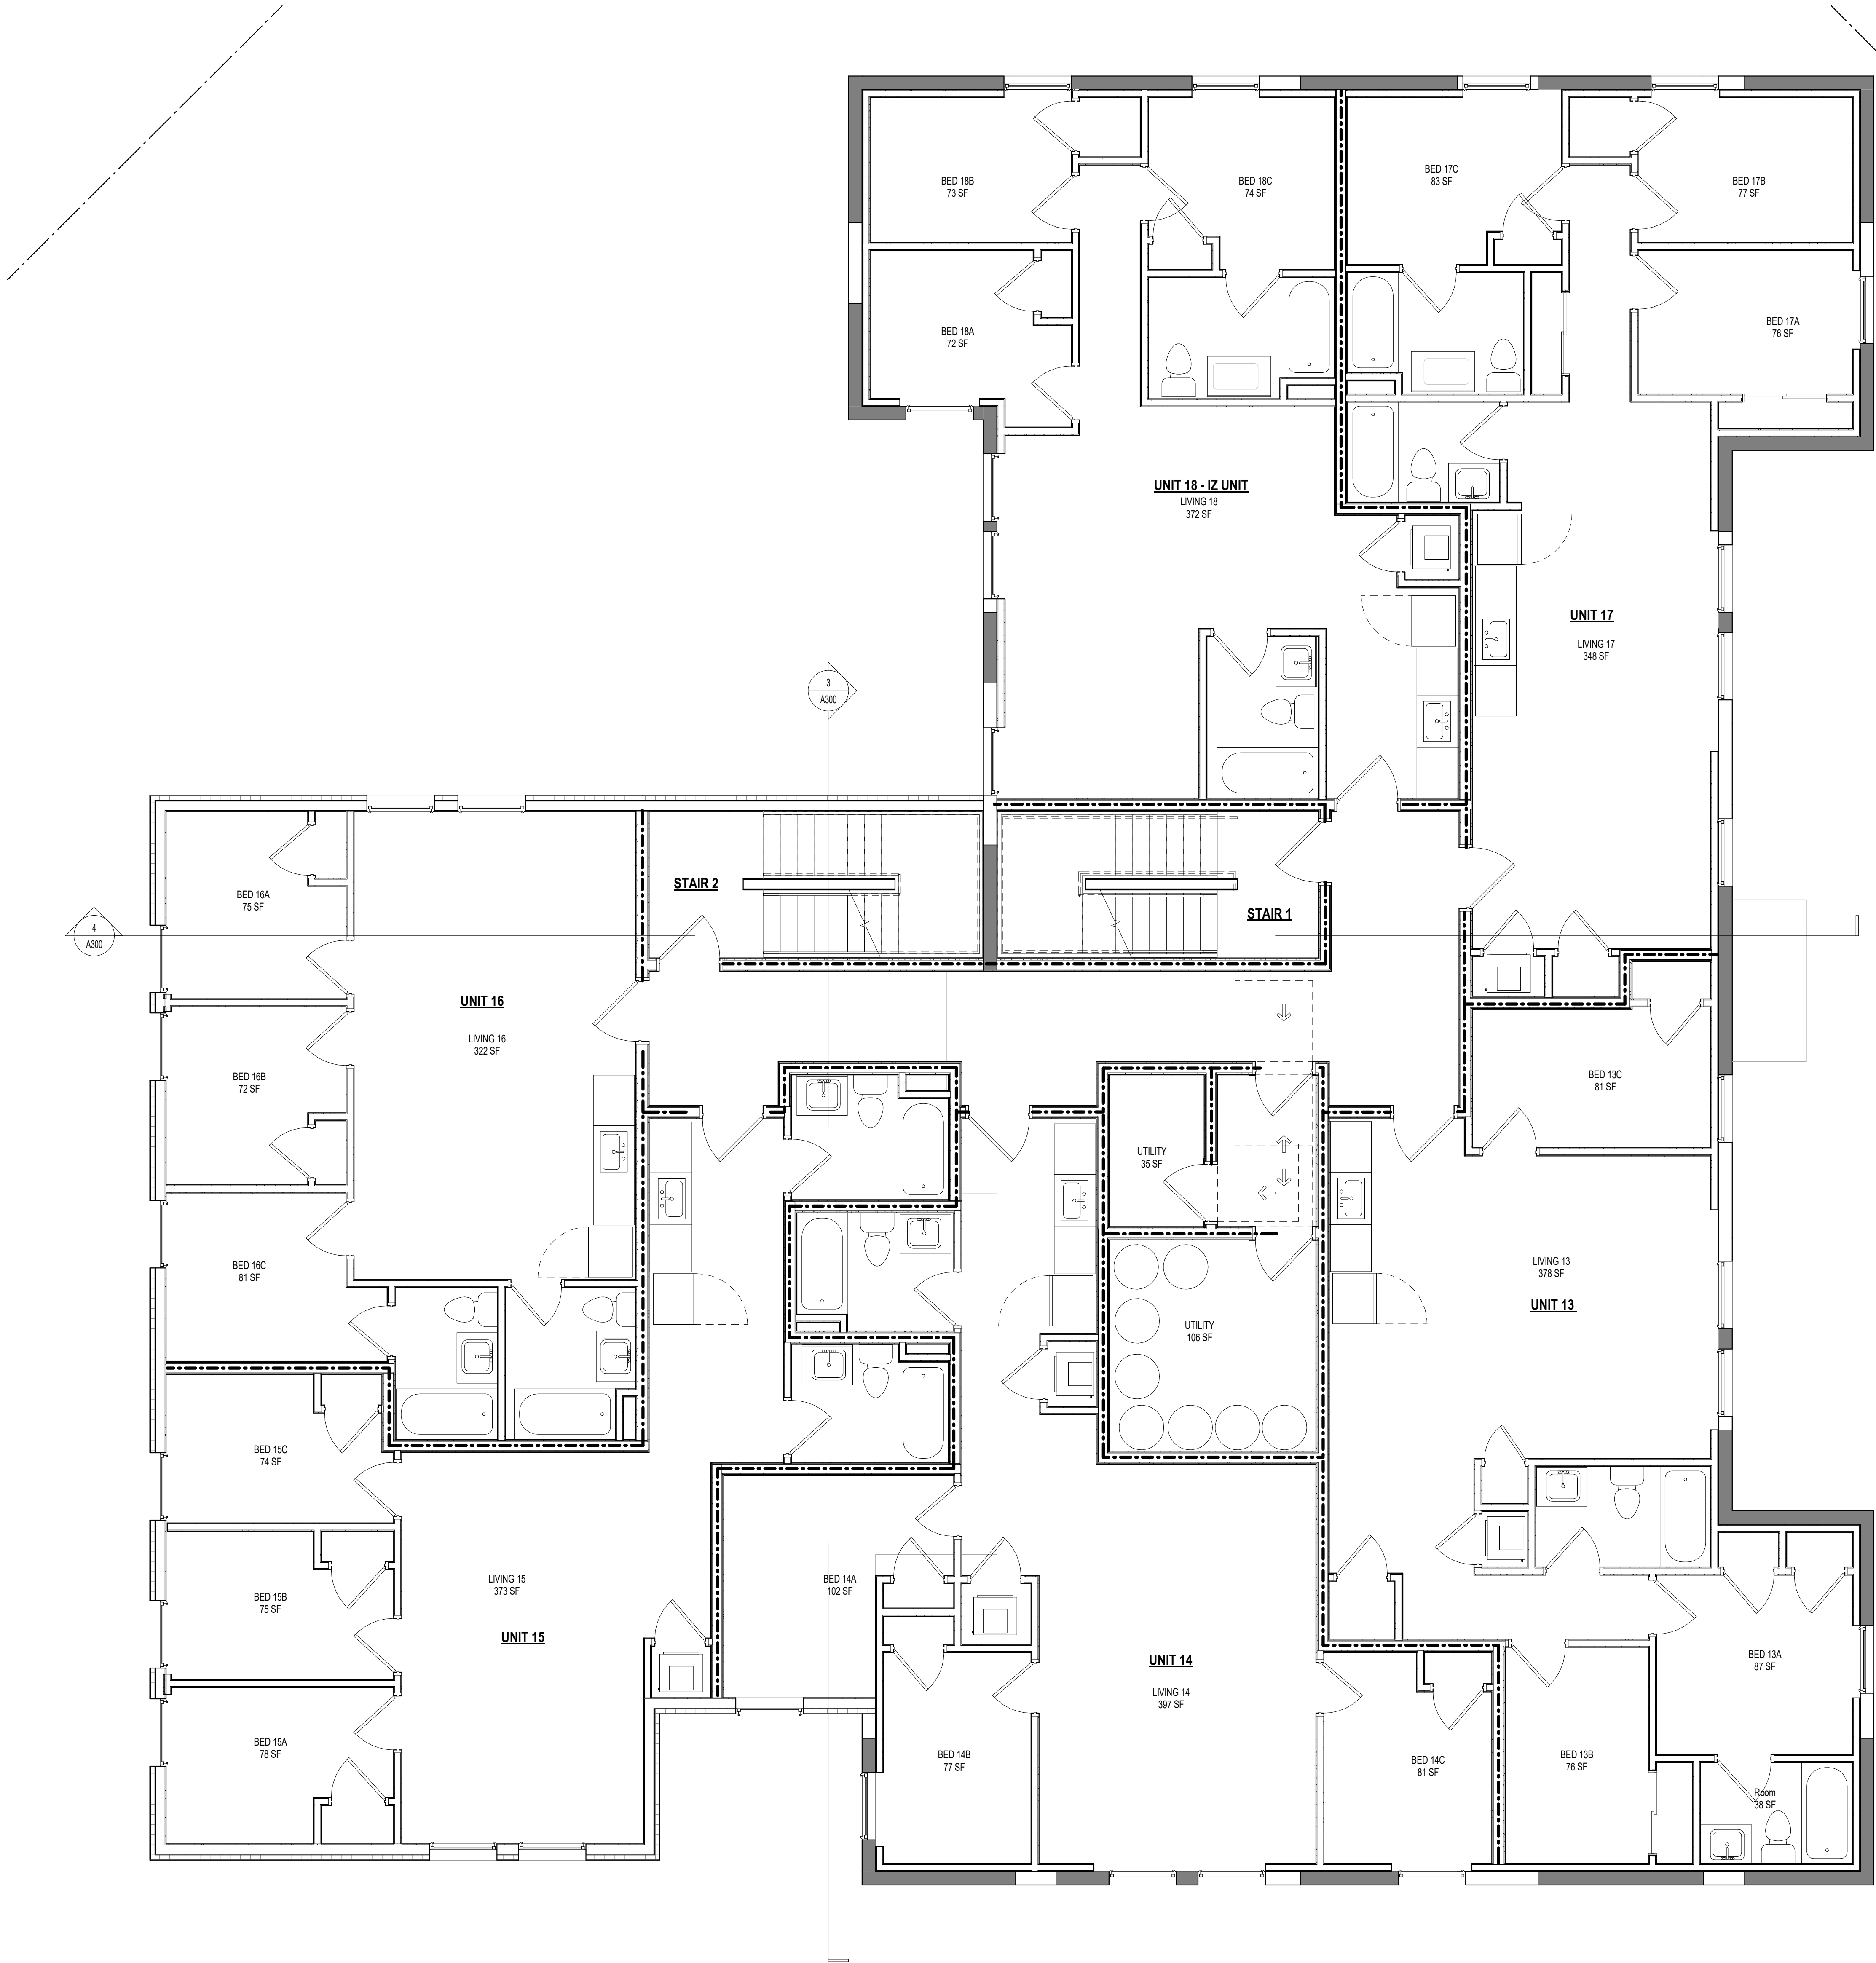 BED 18B
73 SF
BED 18C
74 SF
BED 17C
83 SF
BED 17B
77 SF
BED 18A
72 SF
BED 17A
76 SF
UNIT 18 - IZ UNIT
LIVING 18
372 SF
UNIT 17
LIVING 17
348 SF
3
A300
BED 16A
75 SF
STAIR 2
STAIR 1
4
A300
UNIT 16
LIVING 16
322 SF
BED 16B
72 SF
BED 13C
81 SF
UTILITY
35 SF
BED 16C
81 SF
LIVING 13
378 SF
UNIT 13
UTILITY
106 SF
BED 15C
74 SF
BED 15B
75 SF
LIVING 15
373 SF
UNIT 15
BED 14A
102 SF
UNIT 14
LIVING 14
397 SF
BED 13A
87 SF
BED 15A
78 SF
BED 14B
77 SF
BED 14C
81 SF
BED 13B
76 SF
Room
38 SF